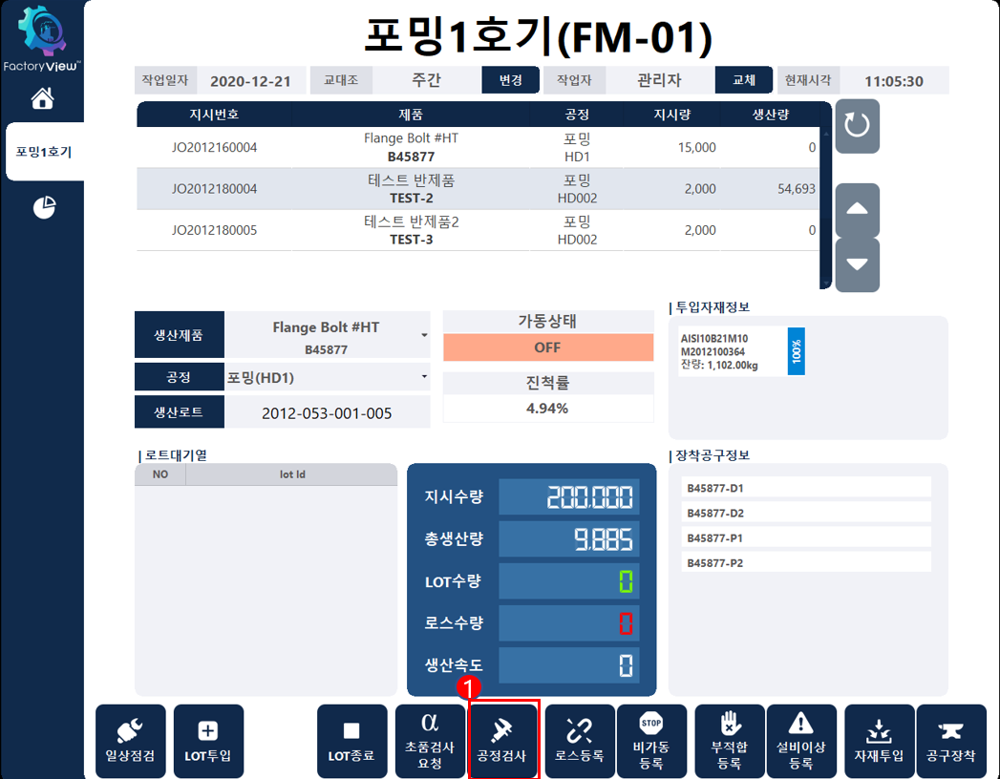 포밍1호기(FM-01)
FactoryView™
작업일자 2020-12-21 교대조 주간 변경 작업자 관리자 교체 현재시각 11:05:30
포밍1호기
지시번호 제품 공정 지시량 생산량
JO2012160004 Flange Bolt #HT B45877 포밍 HD1 15,000 0
JO2012180004 테스트 반제품 TEST-2 포밍 HD002 2,000 54,693
JO2012180005 테스트 반제품2 TEST-3 포밍 HD002 2,000 0
생산제품 Flange Bolt #HT
B45877
공정 포밍(HD1)
생산로트 2012-053-001-005
가동상태
OFF
진척률
4.94%
투입자재정보
AISI10B21M10
M2012100364
잔량: 1,102.00kg
100%
로트대기열
NO lot Id
지시수량 200,000
총생산량 9,885
LOT수량 0
로스수량 0
생산속도 0
장착공구정보
B45877-D1
B45877-D2
B45877-P1
B45877-P2
1
일상점검
LOT투입
LOT종료
α
초품검사
요청
공정검사
로스등록
STOP
비가동
등록
부적합
등록
설비이상
등록
자재투입
공구장착